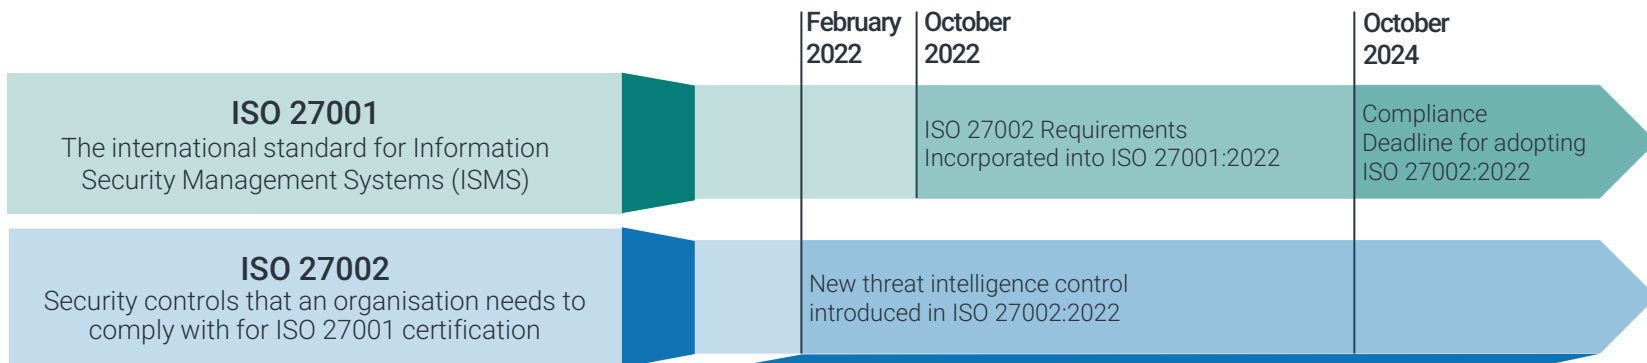 February
2022
October
2022
October
2024
ISO 27001
The international standard for Information
Security Management Systems (ISMS)
ISO 27002 Requirements
Incorporated into ISO 27001:2022
Compliance
Deadline for adopting
ISO 27002:2022
ISO 27002
Security controls that an organisation needs to
comply with for ISO 27001 certification
New threat intelligence control
introduced in ISO 27002:2022